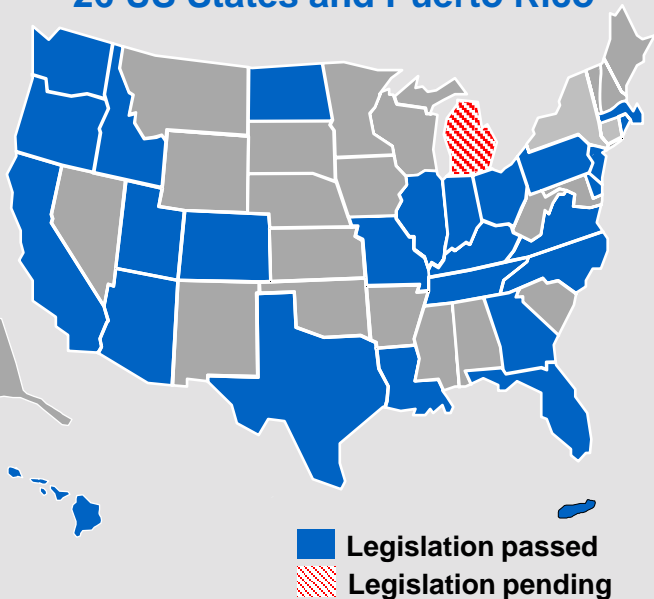 US States and Puerto Rico
Legislation passed
Legislation pending